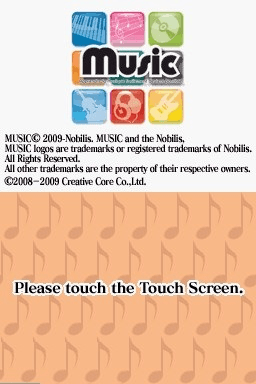 Music
MUSIC© 2009-Nobilis. MUSIC and the Nobilis,
MUSIC logos are trademarks or registered trademarks of Nobilis.
All Rights Reserved.
All other trademarks are the property of their respective owners.
©2008-2009 Creative Core Co.,Ltd.
Please touch the Touch Screen.